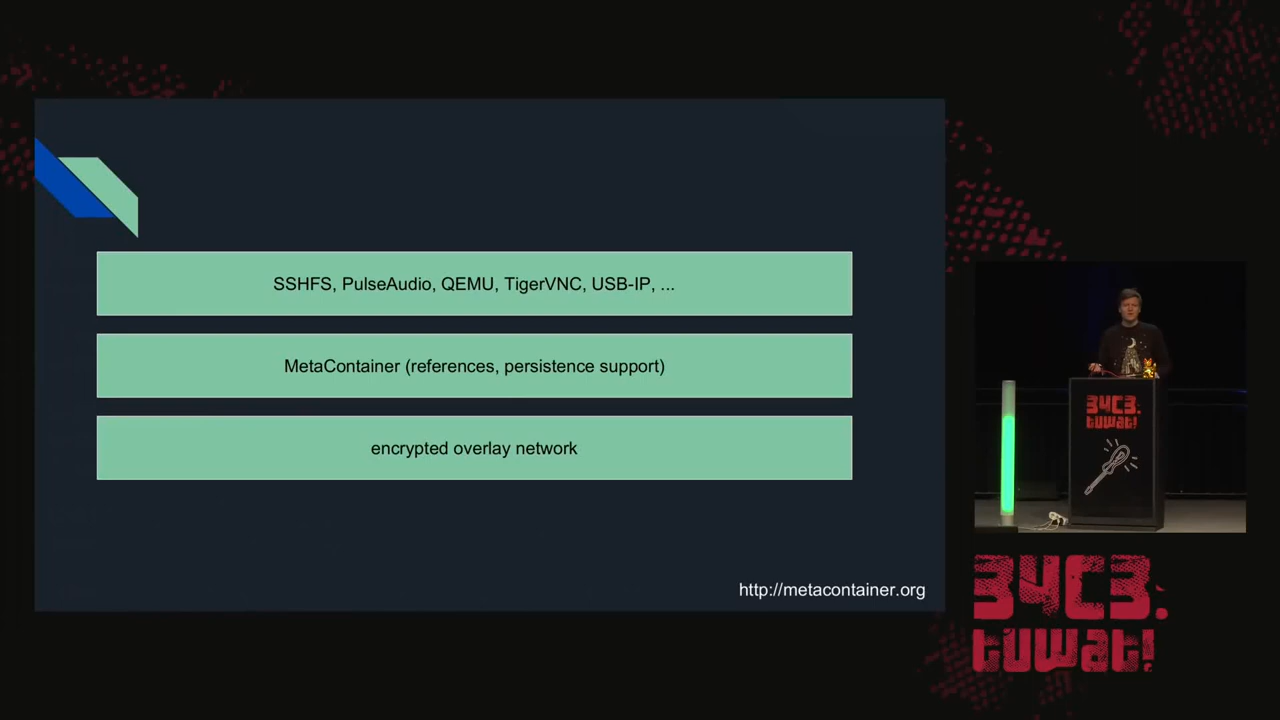 SSHFS, PulseAudio, QEMU, TigerVNC, USB-IP, ...
MetaContainer (references, persistence support)
encrypted overlay network
http://metacontainer.org
34C3.
tuwat!
34C3.
tuwat!